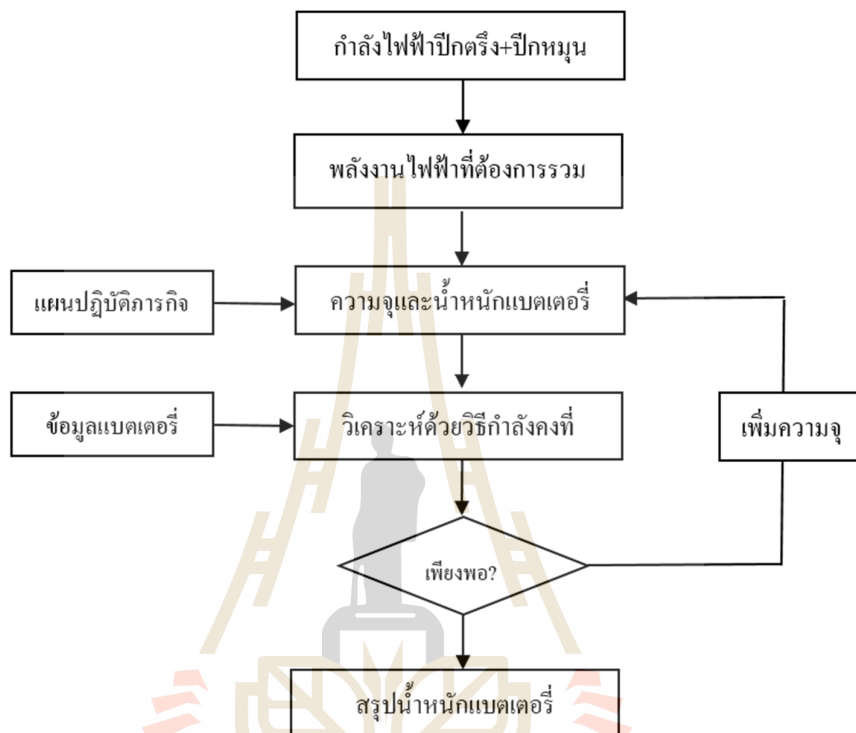 กำลังไฟฟ้าปีกตรึง+ปีกหมุน
พลังงานไฟฟ้าที่ต้องการรวม
แผนปฏิบัติภารกิจ
ความจุและน้ำหนักแบตเตอรี่
ข้อมูลแบตเตอรี่
วิเคราะห์ด้วยวิธีกำลังคงที่
เพิ่มความจุ
เพียงพอ?
สรุปน้ำหนักแบตเตอรี่